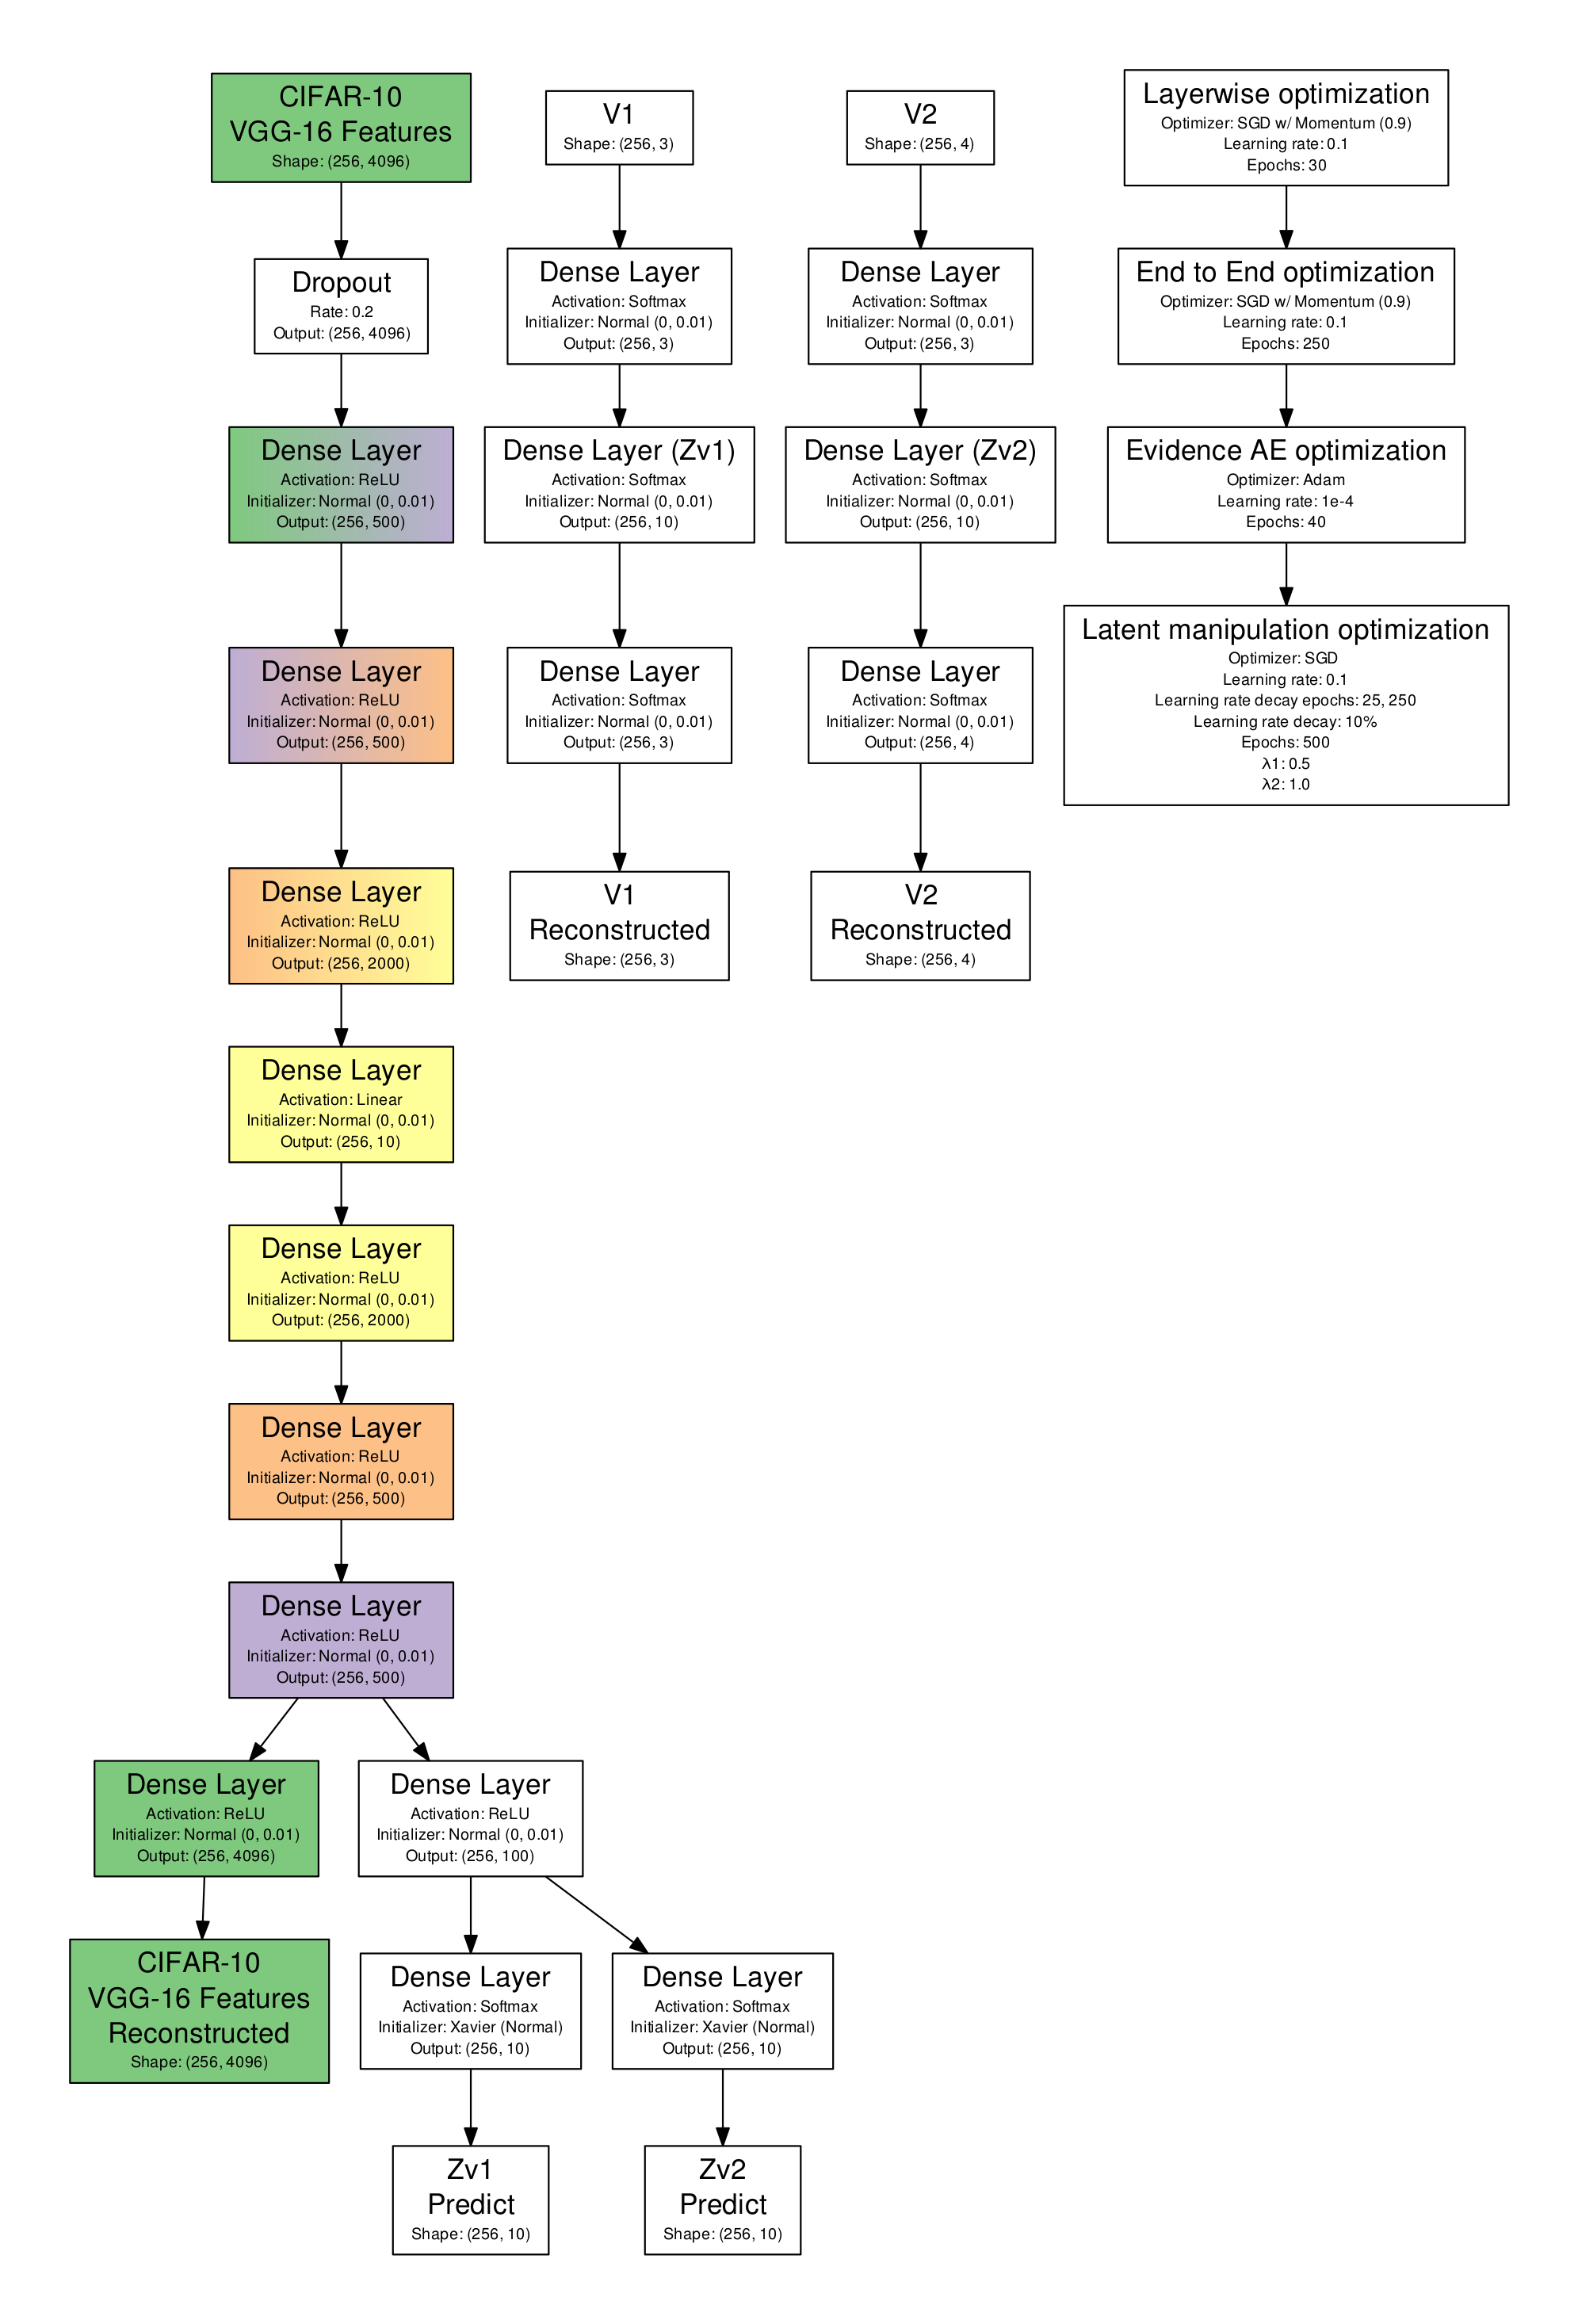 CIFAR-10
VGG-16 Features
Shape: (256, 4096)
Dropout
Rate: 0.2
Output: (256, 4096)
Dense Layer
Activation: ReLU
Initializer: Normal (0, 0.01)
Output: (256, 500)
Dense Layer
Activation: ReLU
Initializer: Normal (0, 0.01)
Output: (256, 500)
Dense Layer
Activation: ReLU
Initializer: Normal (0, 0.01)
Output: (256, 2000)
Dense Layer
Activation: Linear
Initializer: Normal (0, 0.01)
Output: (256, 10)
Dense Layer
Activation: ReLU
Initializer: Normal (0, 0.01)
Output: (256, 2000)
Dense Layer
Activation: ReLU
Initializer: Normal (0, 0.01)
Output: (256, 500)
Dense Layer
Activation: ReLU
Initializer: Normal (0, 0.01)
Output: (256, 500)
Dense Layer
Activation: ReLU
Initializer: Normal (0, 0.01)
Output: (256, 4096)
CIFAR-10
VGG-16 Features
Reconstructed
Shape: (256, 4096)
Dense Layer
Activation: ReLU
Initializer: Normal (0, 0.01)
Output: (256, 100)
Dense Layer
Activation: Softmax
Initializer: Xavier (Normal)
Output: (256, 10)
Zv1
Predict
Shape: (256, 10)
Dense Layer
Activation: Softmax
Initializer: Xavier (Normal)
Output: (256, 10)
Zv2
Predict
Shape: (256, 10)
V1
Shape: (256, 3)
Dense Layer
Activation: Softmax
Initializer: Normal (0, 0.01)
Output: (256, 3)
Dense Layer (Zv1)
Activation: Softmax
Initializer: Normal (0, 0.01)
Output: (256, 10)
Dense Layer
Activation: Softmax
Initializer: Normal (0, 0.01)
Output: (256, 3)
V1
Reconstructed
Shape: (256, 3)
V2
Shape: (256, 4)
Dense Layer
Activation: Softmax
Initializer: Normal (0, 0.01)
Output: (256, 3)
Dense Layer (Zv2)
Activation: Softmax
Initializer: Normal (0, 0.01)
Output: (256, 10)
Dense Layer
Activation: Softmax
Initializer: Normal (0, 0.01)
Output: (256, 4)
V2
Reconstructed
Shape: (256, 4)
Layerwise optimization
Optimizer: SGD w/ Momentum (0.9)
Learning rate: 0.1
Epochs: 30
End to End optimization
Optimizer: SGD w/ Momentum (0.9)
Learning rate: 0.1
Epochs: 250
Evidence AE optimization
Optimizer: Adam
Learning rate: 1e-4
Epochs: 40
Latent manipulation optimization
Optimizer: SGD
Learning rate: 0.1
Learning rate decay epochs: 25, 250
Learning rate decay: 10%
Epochs: 500
λ1: 0.5
λ2: 1.0